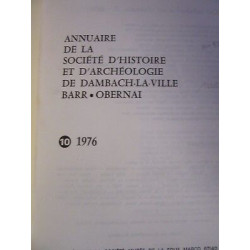 ANNUAIRE
DE LA
SOCIÉTÉ D'HISTOIRE
ET D'ARCHÉOLOGIE
DE DAMBACH-LA-VILLE
BARR • OBERNAI
10 1976